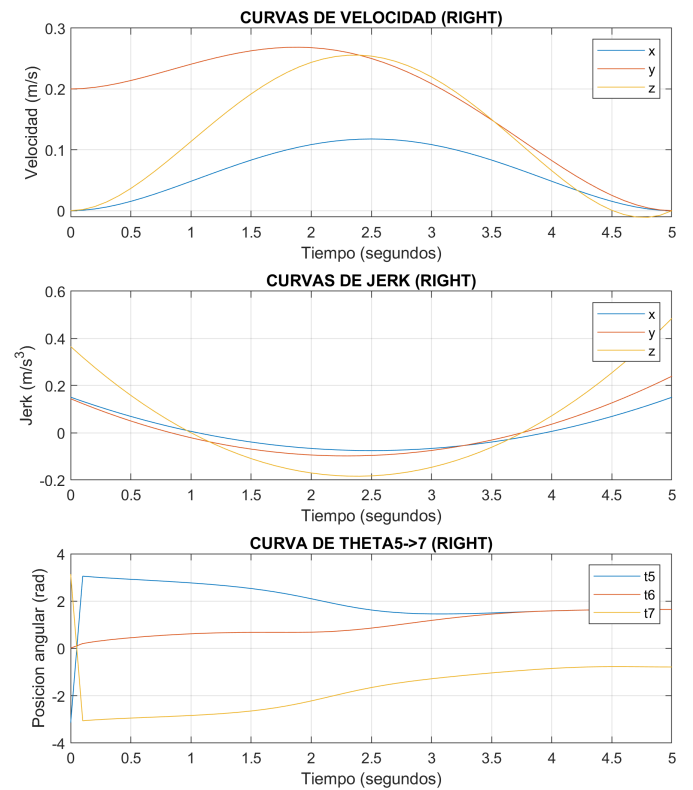 CURVAS DE VELOCIDAD (RIGHT)
0.3
0.2
0.1
0
Velocidad (m/s)
x
y
z
0 0.5 1 1.5 2 2.5 3 3.5 4 4.5 5
Tiempo (segundos)
CURVAS DE JERK (RIGHT)
0.6
0.4
0.2
0
-0.2
Jerk (m/s³)
x
y
z
0 0.5 1 1.5 2 2.5 3 3.5 4 4.5 5
Tiempo (segundos)
CURVA DE THETA5->7 (RIGHT)
4
2
0
-2
-4
Posicion angular (rad)
t5
t6
t7
0 0.5 1 1.5 2 2.5 3 3.5 4 4.5 5
Tiempo (segundos)